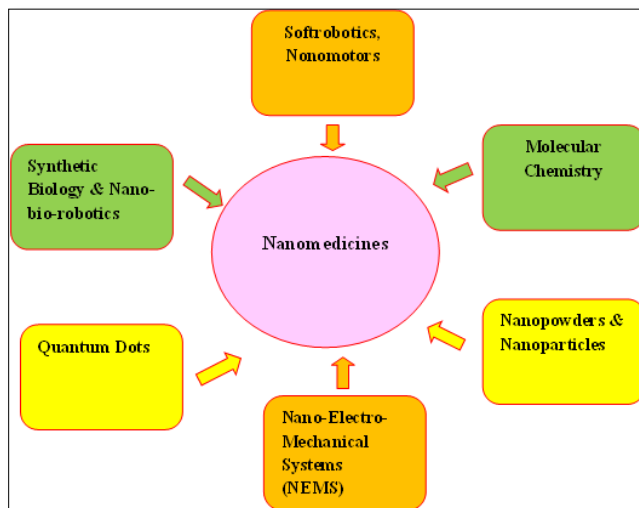 Softrobotics,
Nonomotors
Synthetic
Biology & Nano-
bio-robotics
Molecular
Chemistry
Nanomedicines
Quantum Dots
Nanopowders &
Nanoparticles
Nano-Electro-
Mechanical
Systems
(NEMS)